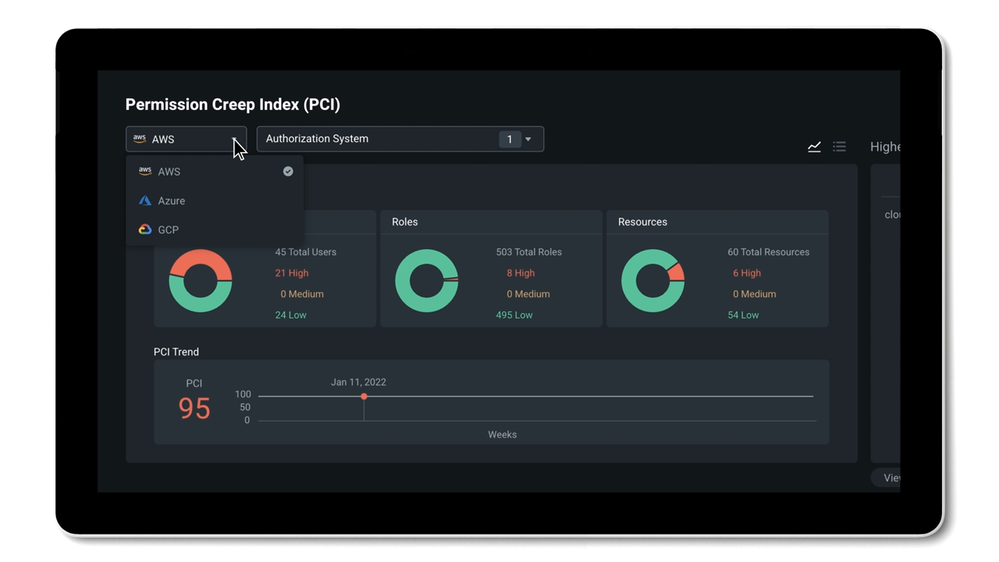 Permission Creep Index (PCI)
aws AWS
Authorization System 1
Highe
aws AWS
Azure
GCP
clou
Roles
Resources
45 Total Users
21 High
0 Medium
24 Low
503 Total Roles
8 High
0 Medium
495 Low
60 Total Resources
6 High
0 Medium
54 Low
PCI Trend
PCI
95
Jan 11, 2022
100
50
0
Weeks
View